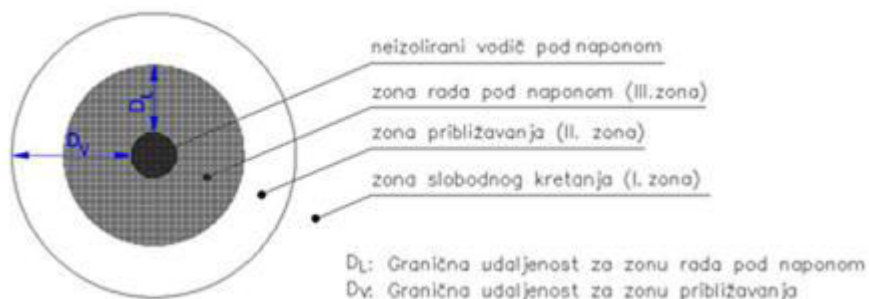 neizolirani vodič pod naponom
zona rada pod naponom (III.zona)
zona približavanja (II. zona)
zona slobodnog kretanja (I. zona)
DL
DV
DL: Granična udaljenost za zonu rada pod naponom
DV: Granična udaljenost za zonu približavanja